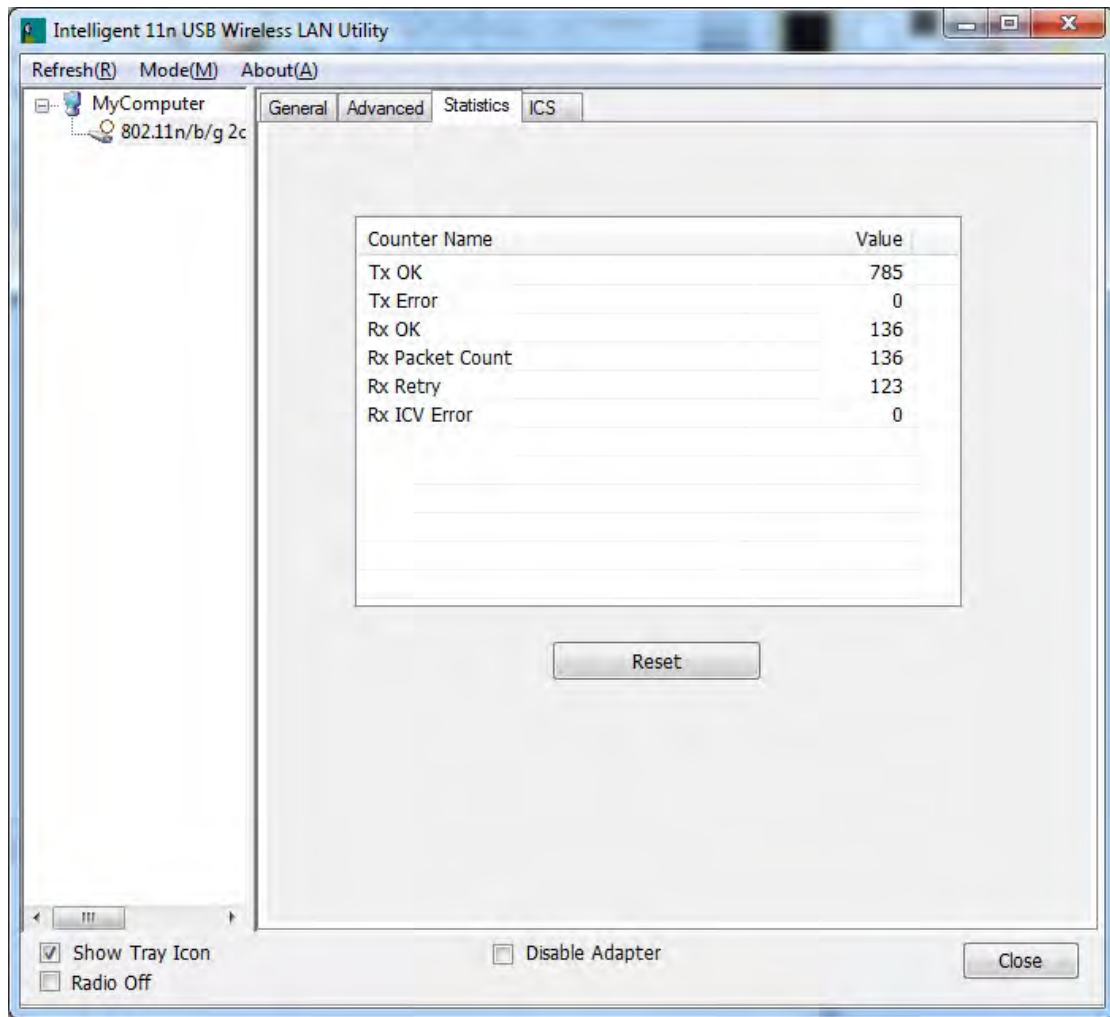 Intelligent 11n USB Wireless LAN Utility
Refresh(R) Mode(M) About(A)
MyComputer
802.11n/b/g 2c
General Advanced Statistics ICS
Counter Name Value
Tx OK 785
Tx Error 0
Rx OK 136
Rx Packet Count 136
Rx Retry 123
Rx ICV Error 0
Reset
Show Tray Icon
Radio Off
Disable Adapter
Close